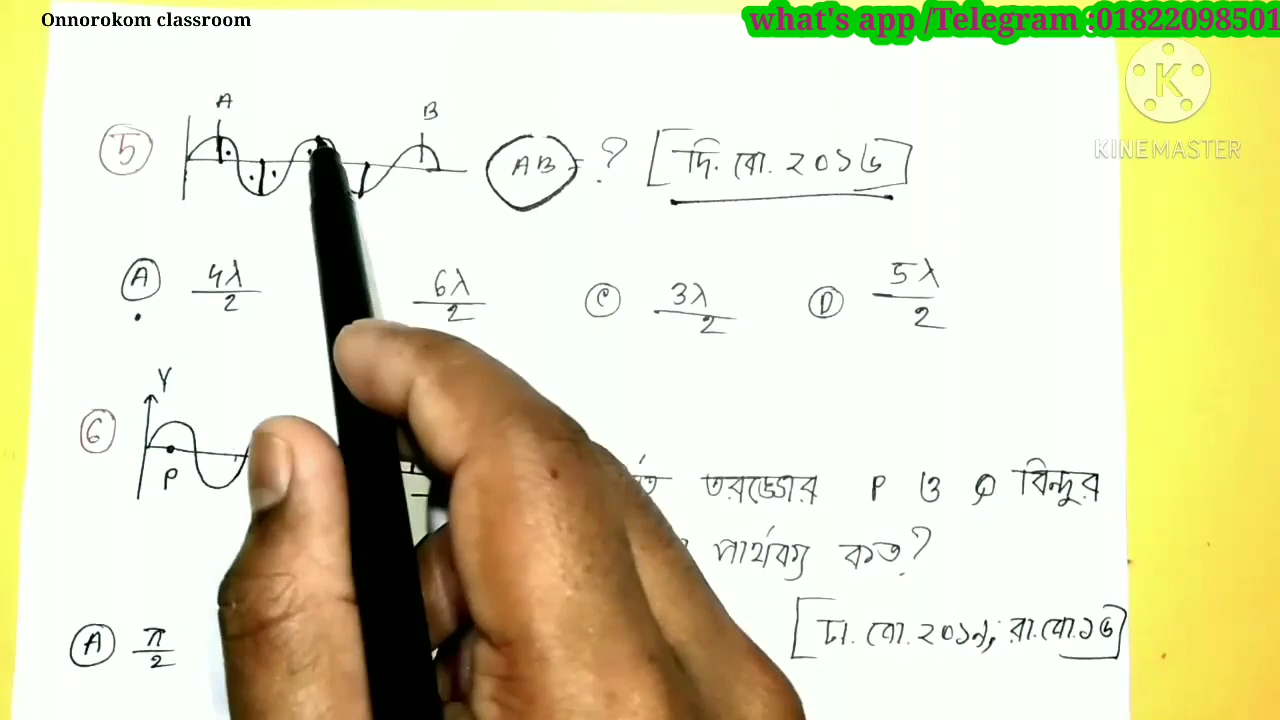 Onnorokom classroom
what's app /Telegram :01822098501
KINEMASTER
A
B
5
AB = ? [দি. বো. ২০১৬]
A 4λ/2 6λ/2 C 3λ/2 D 5λ/2
6
Y
P
তরঙ্গের P ও Q বিন্দুর
পার্থক্য কত?
[ঢা. বো. ২০১৯; রা. বো. ১৬]
A π/2